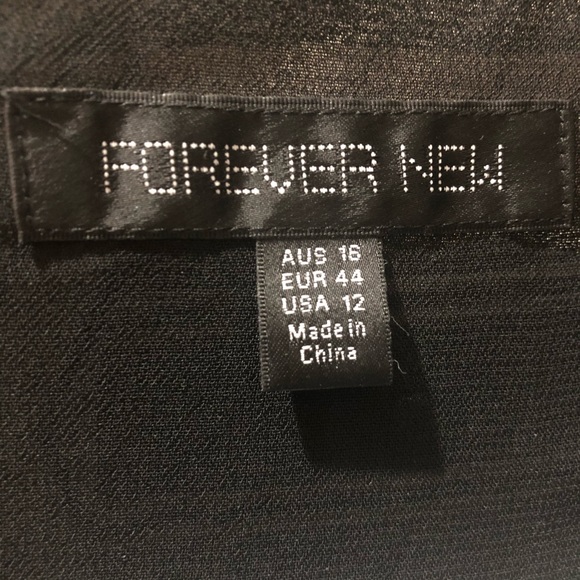 FOREVER NEW
AUS 16
EUR 44
USA 12
Made in
China